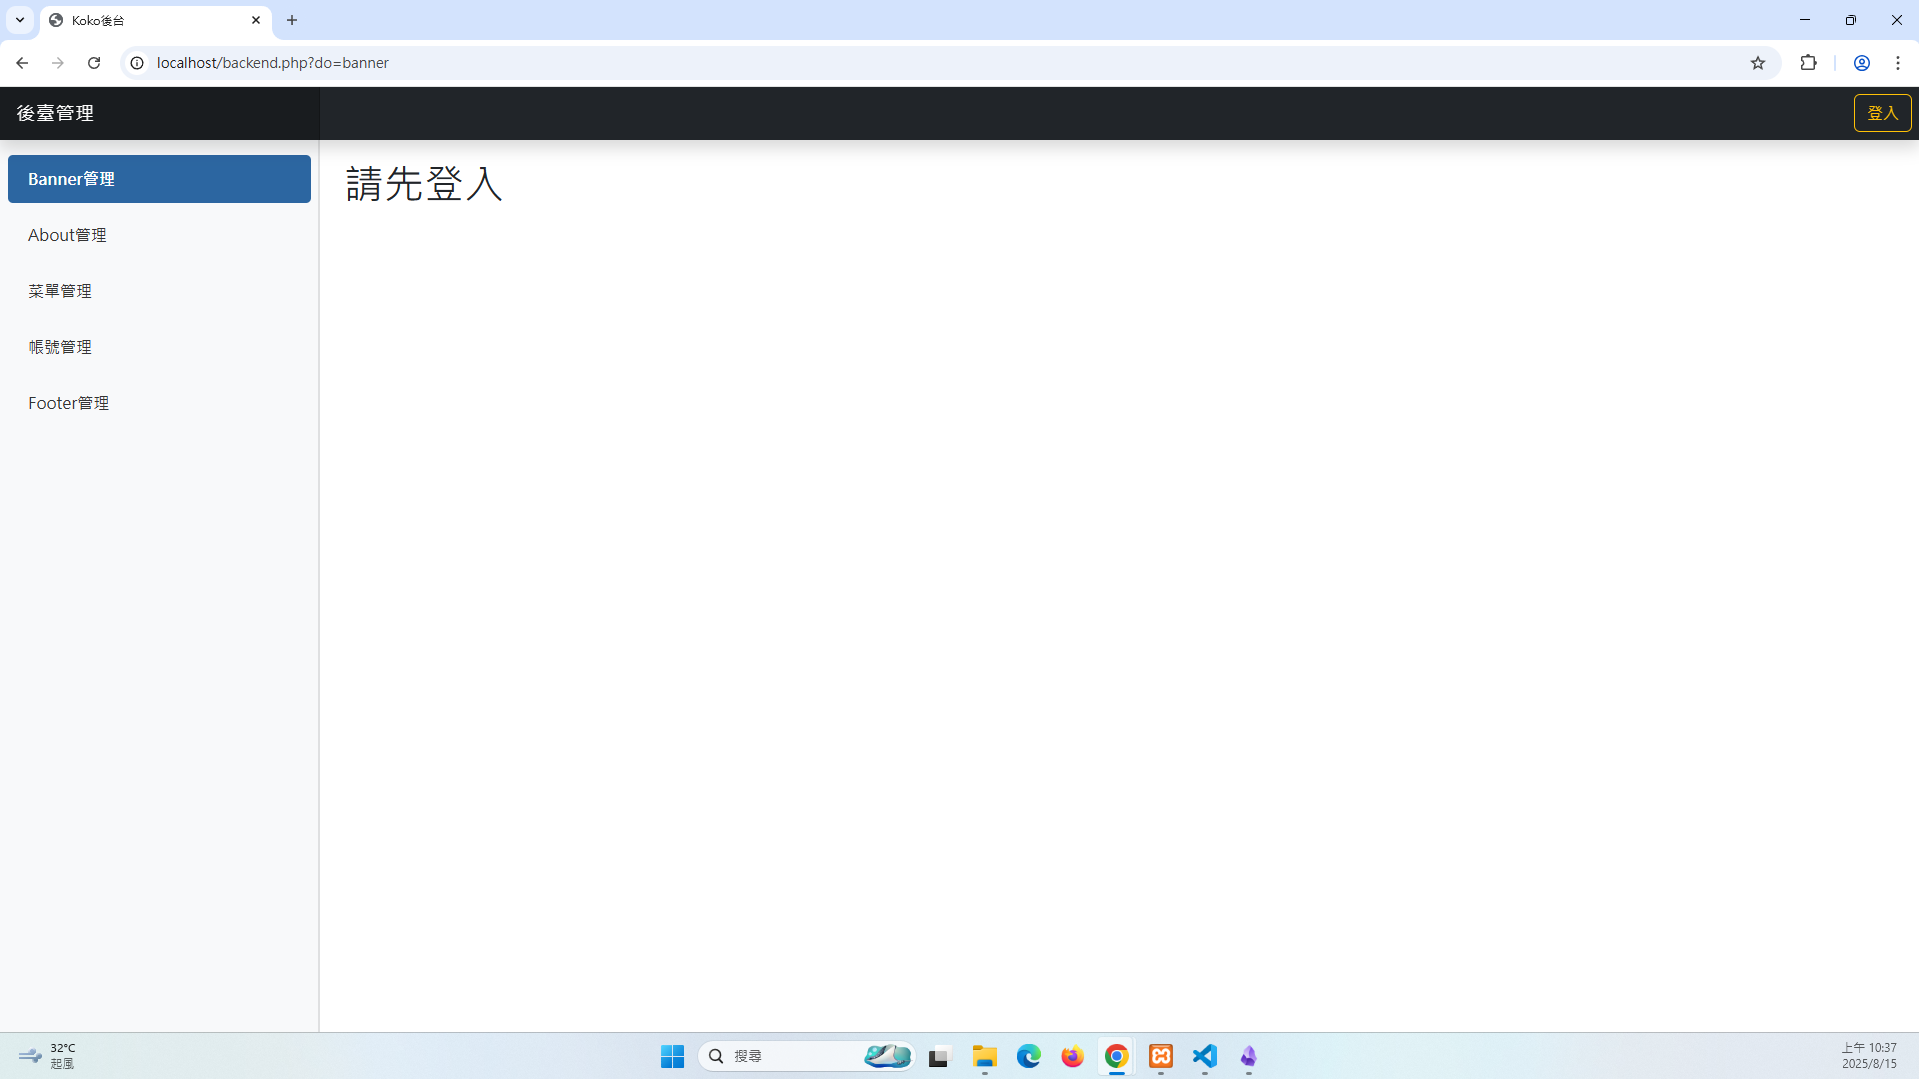 Koko後台
localhost/backend.php?do=banner
後臺管理
登入
Banner管理
請先登入
About管理
菜單管理
帳號管理
Footer管理
32°C
起風
搜尋
上午 10:37
2025/8/15